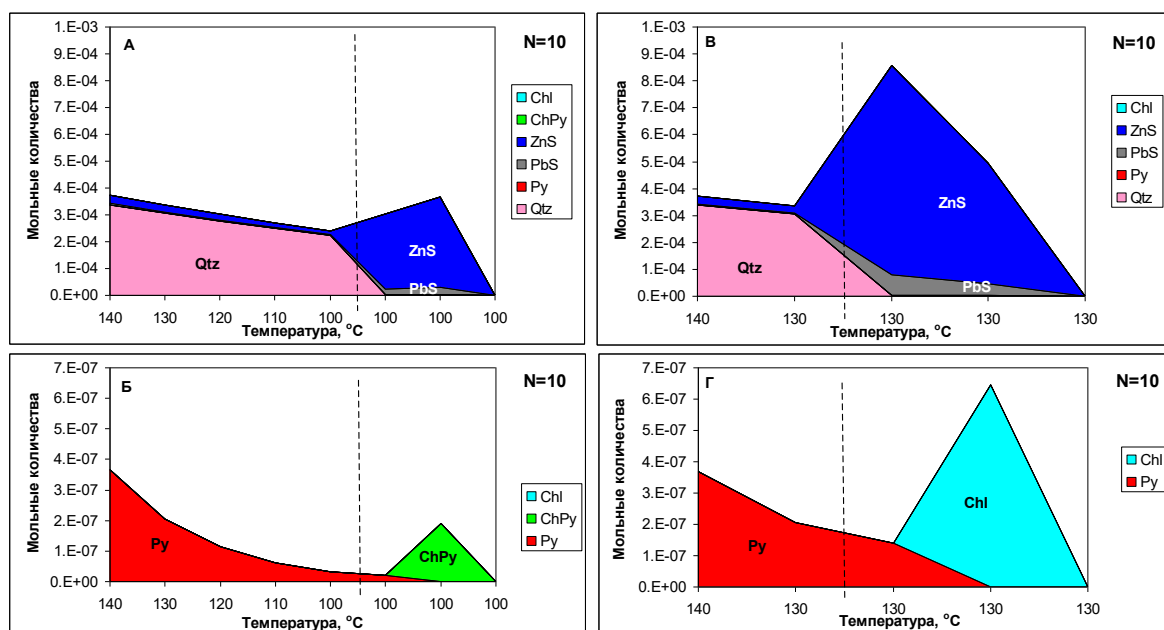 А
N=10
Мольные количества
1.E-03
9.E-04
8.E-04
7.E-04
6.E-04
5.E-04
4.E-04
3.E-04
2.E-04
1.E-04
0.E+00
Qtz
ZnS
PbS
140 130 120 110 100 100 100 100
Температура, °С
Chl
ChPy
ZnS
PbS
Py
Qtz
В
N=10
Мольные количества
1.E-03
9.E-04
8.E-04
7.E-04
6.E-04
5.E-04
4.E-04
3.E-04
2.E-04
1.E-04
0.E+00
Qtz
ZnS
PbS
140 130 130 130 130
Температура, °С
Chl
ZnS
PbS
Py
Qtz
Б
N=10
Мольные количества
7.E-07
6.E-07
5.E-07
4.E-07
3.E-07
2.E-07
1.E-07
0.E+00
Py
ChPy
140 130 120 110 100 100 100 100
Температура, °С
Chl
ChPy
Py
Г
N=10
Мольные количества
7.E-07
6.E-07
5.E-07
4.E-07
3.E-07
2.E-07
1.E-07
0.E+00
Py
Chl
140 130 130 130 130
Температура, °С
Chl
Py